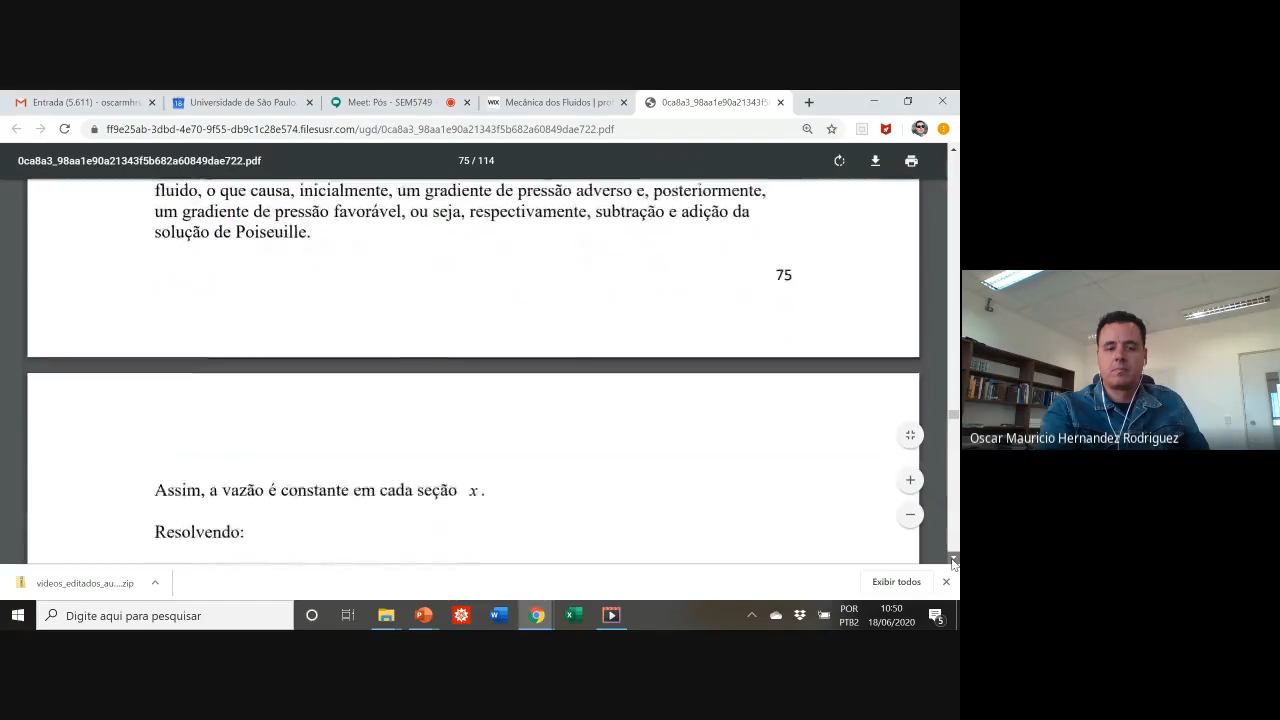 Entrada (5.611) - oscarmhr
Universidade de São Paulo.
Meet: Pós - SEM5749
WIX Mecânica dos Fluidos | prof
0ca8a3_98aa1e90a21343f5
ff9e25ab-3dbd-4e70-9f65-db9c1c28e574.filesusr.com/ugd/0ca8a3_98aa1e90a21343f5b682a60849dae722.pdf
0ca8a3_98aa1e90a21343f5b682a60849dae722.pdf
75 / 114
fluido, o que causa, inicialmente, um gradiente de pressão adverso e, posteriormente,
um gradiente de pressão favorável, ou seja, respectivamente, subtração e adição da
solução de Poiseuille.
75
Assim, a vazão é constante em cada seção x.
Resolvendo:
Oscar Mauricio Hernandez Rodriguez
videos_editados_au....zip
Exibir todos
Digite aqui para pesquisar
POR
PTB2
10:50
18/06/2020
5